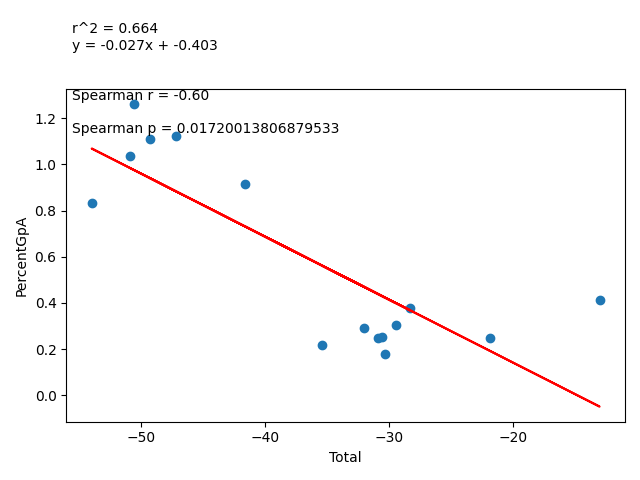 r^2 = 0.664
y = -0.027x + -0.403
Spearman r = -0.60
Spearman p = 0.01720013806879533
1.2
1.0
0.8
0.6
0.4
0.2
0.0
PercentGpA
−50
−40
−30
−20
Total